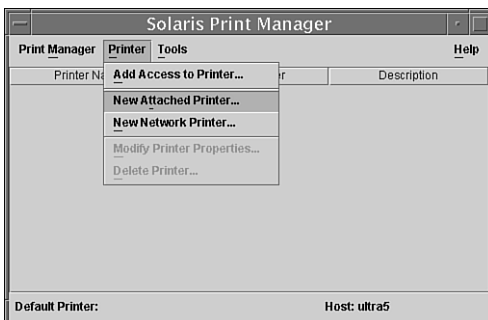 Solaris Print Manager
Print Manager Printer Tools Help
Printer Na er Description
Add Access to Printer...
New Attached Printer...
New Network Printer...
Modify Printer Properties...
Delete Printer...
Default Printer: Host: ultra5